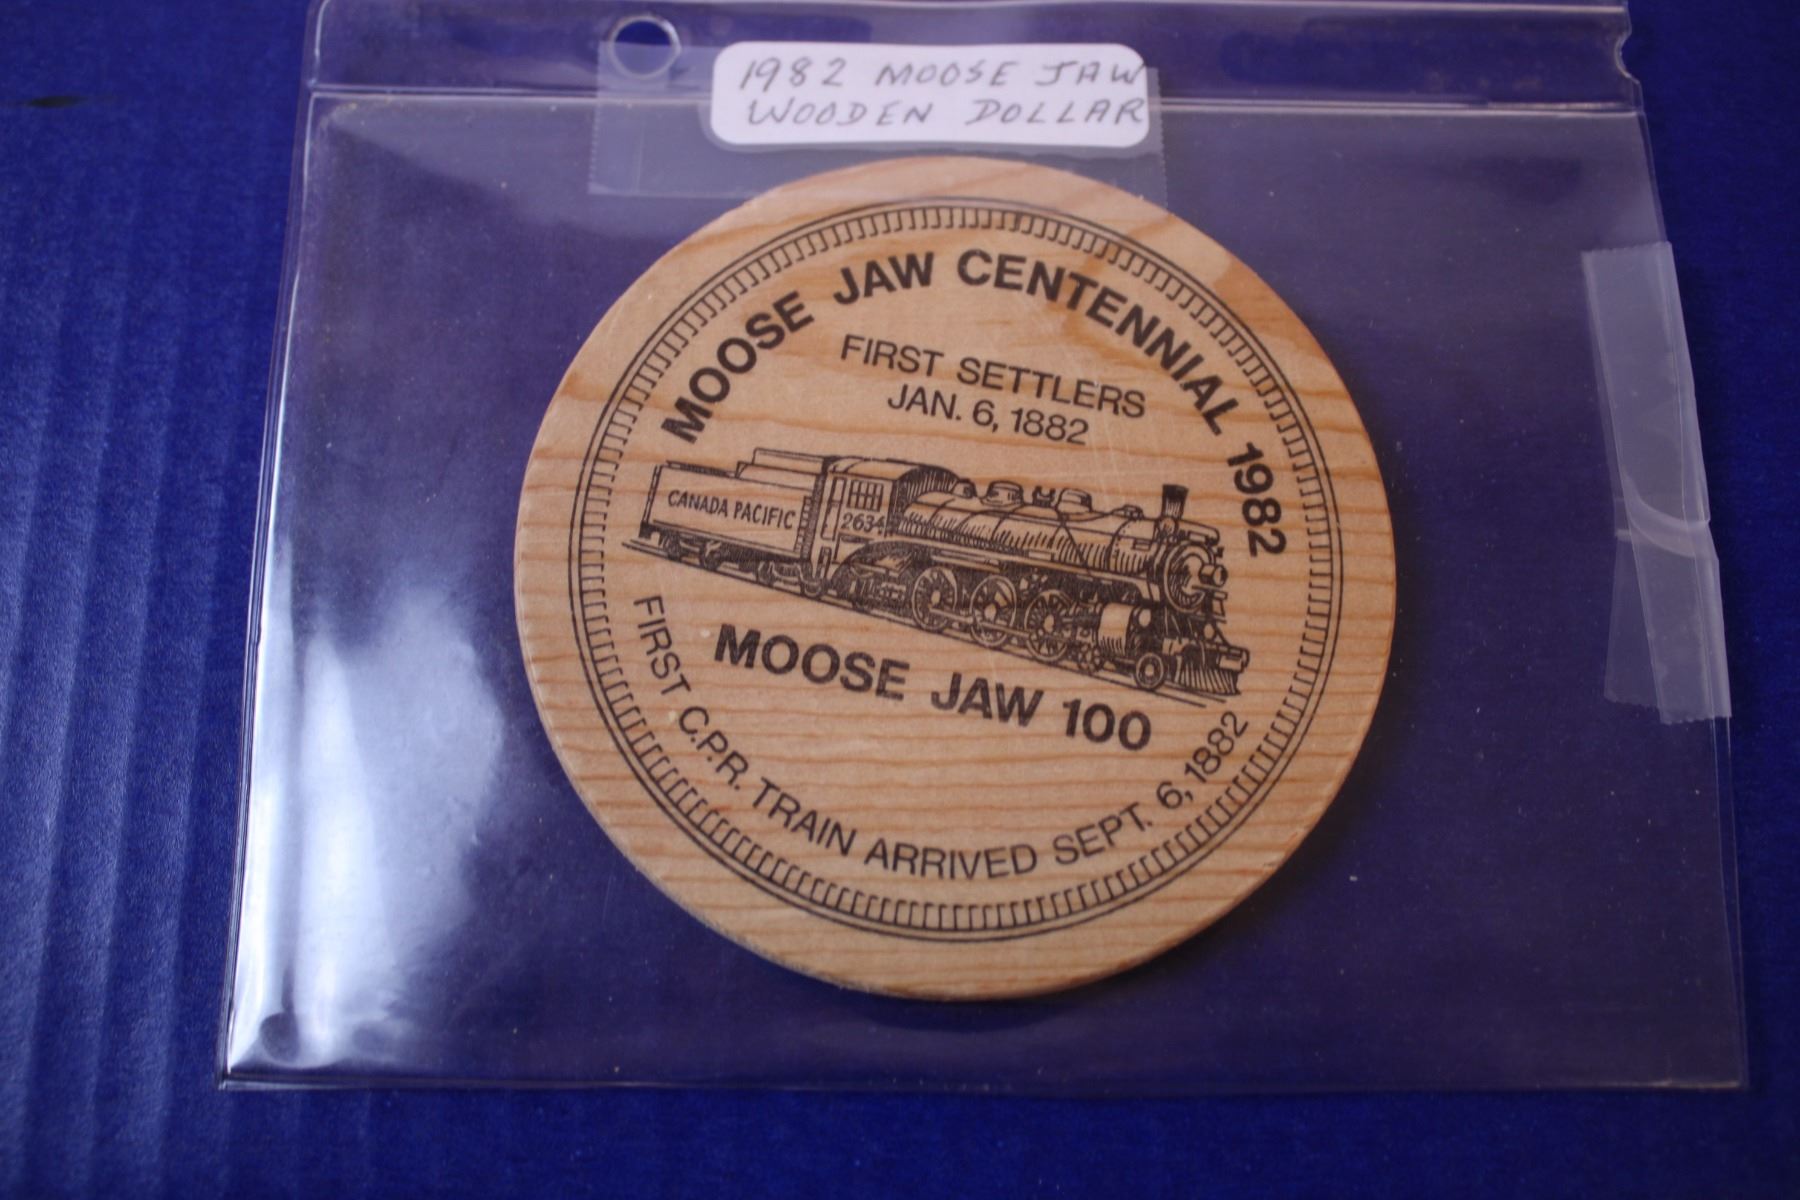 1982 MOOSE JAW
WOODEN DOLLAR
MOOSE JAW CENTENNIAL 1982
FIRST SETTLERS
JAN. 6, 1882
CANADA PACIFIC
2634
MOOSE JAW 100
FIRST C.P.R. TRAIN ARRIVED SEPT. 6, 1882